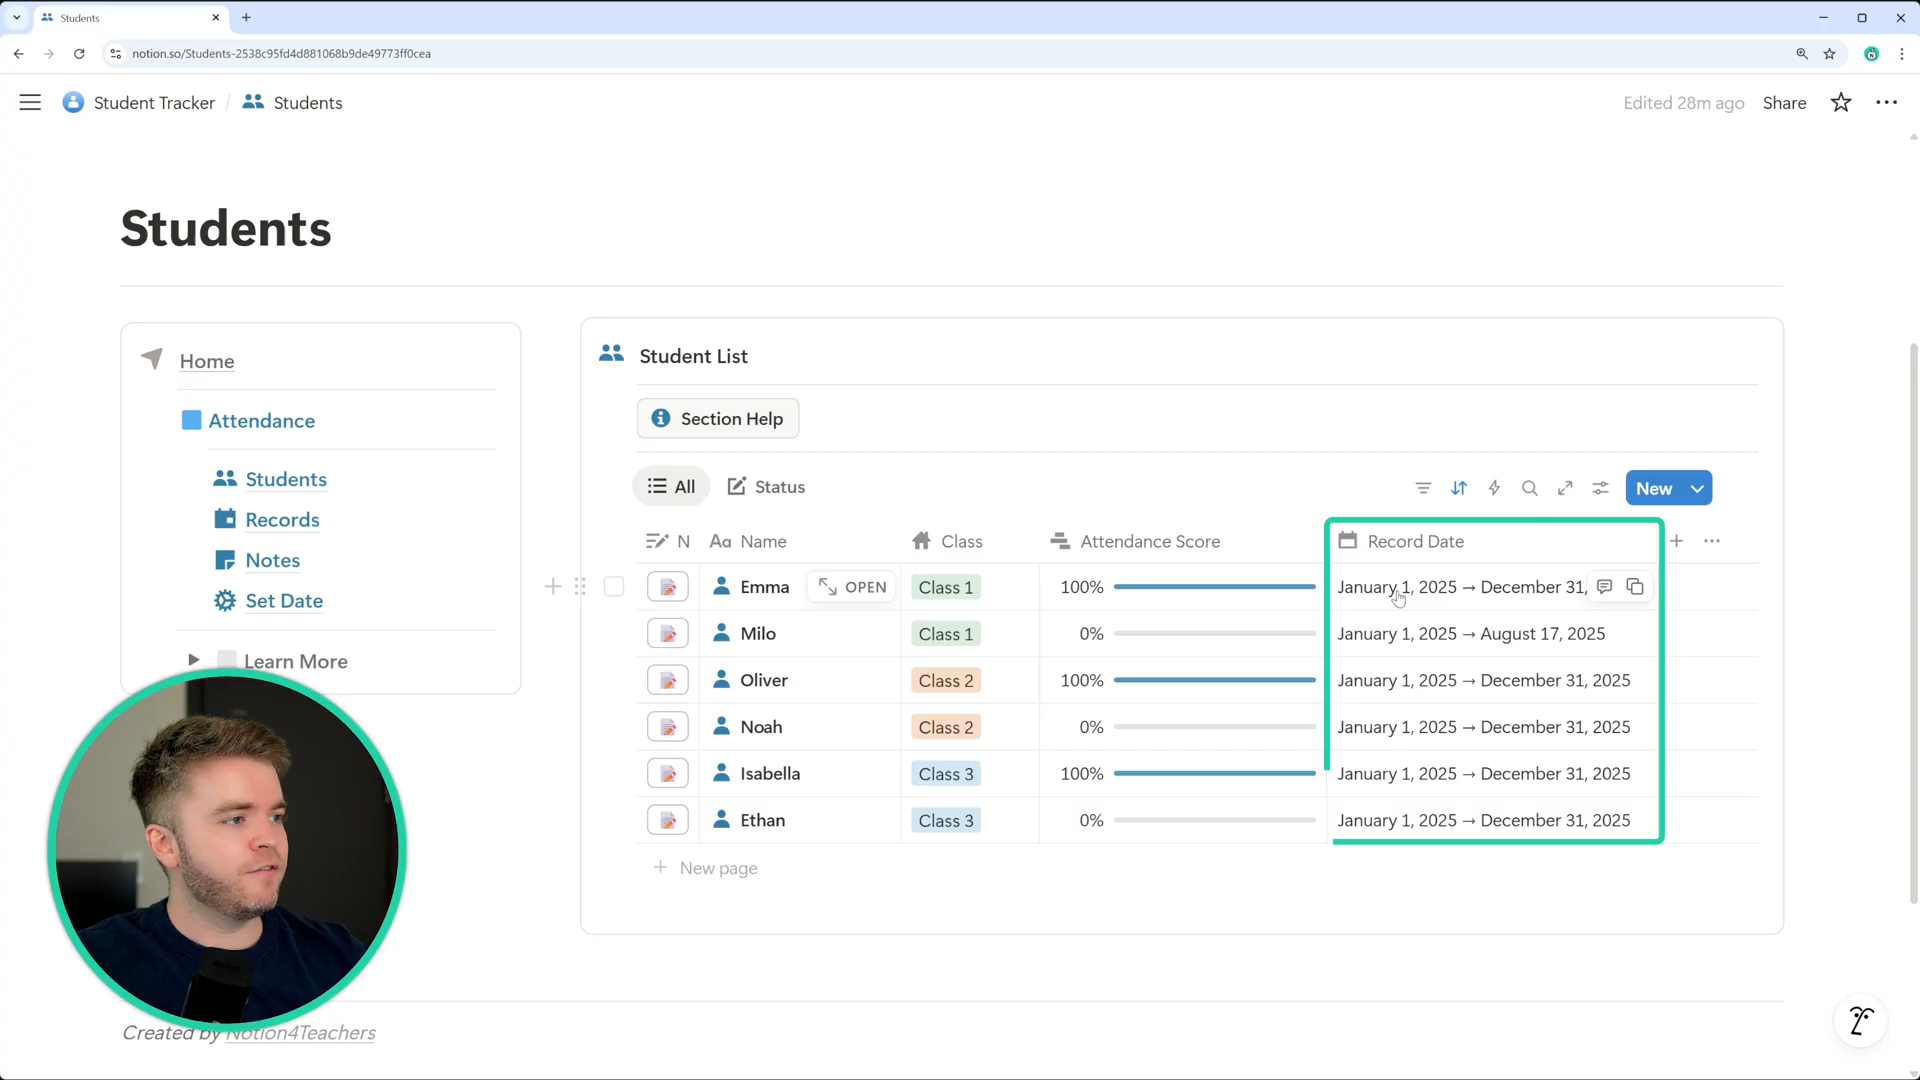 Students
notion.so/Students-2538c95fd4d881068b9de49773ff0cea
Student Tracker / Students
Edited 28m ago Share
Students
Home
Attendance
Students
Records
Notes
Set Date
Learn More
Student List
Section Help
All Status
New
N Aa Name Class Attendance Score Record Date
Emma OPEN Class 1 100% January 1, 2025 → December 31,
Milo Class 1 0% January 1, 2025 → August 17, 2025
Oliver Class 2 100% January 1, 2025 → December 31, 2025
Noah Class 2 0% January 1, 2025 → December 31, 2025
Isabella Class 3 100% January 1, 2025 → December 31, 2025
Ethan Class 3 0% January 1, 2025 → December 31, 2025
New page
Created by Notion4Teachers